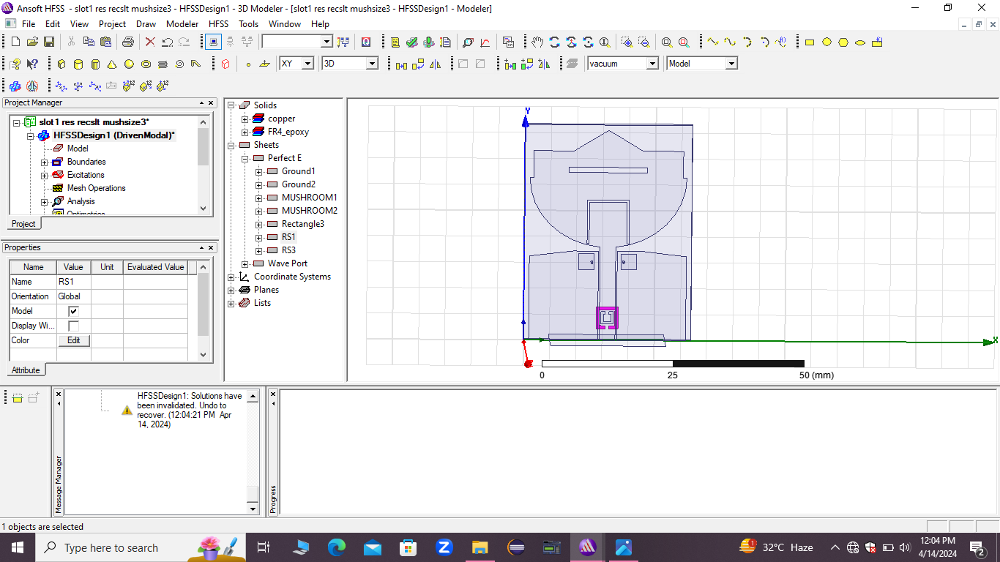 Ansoft HFSS - slot1 res recslt mushsize3 - HFSSDesign1 - 3D Modeler - [slot1 res recslt mushsize3 - HFSSDesign1 - Modeler]
File Edit View Project Draw Modeler HFSS Tools Window Help
XY 3D vacuum Model
Project Manager
slot1 res recslt mushsize3*
HFSSDesign1 (DrivenModal)*
Model
Boundaries
Excitations
Mesh Operations
Analysis
Project
Properties
Name Value Unit Evaluated Value
Name RS1
Orientation Global
Model
Display Wi...
Color Edit
Attribute
Solids
copper
FR4_epoxy
Sheets
Perfect E
Ground1
Ground2
MUSHROOM1
MUSHROOM2
Rectangle3
RS1
RS3
Wave Port
Coordinate Systems
Planes
Lists
Y
X
0 25 50 (mm)
HFSSDesign1: Solutions have
been invalidated. Undo to
recover. (12:04:21 PM Apr
14, 2024)
Message Manager
Progress
1 objects are selected
Type here to search
Z
1
32°C Haze
12:04 PM
4/14/2024
2